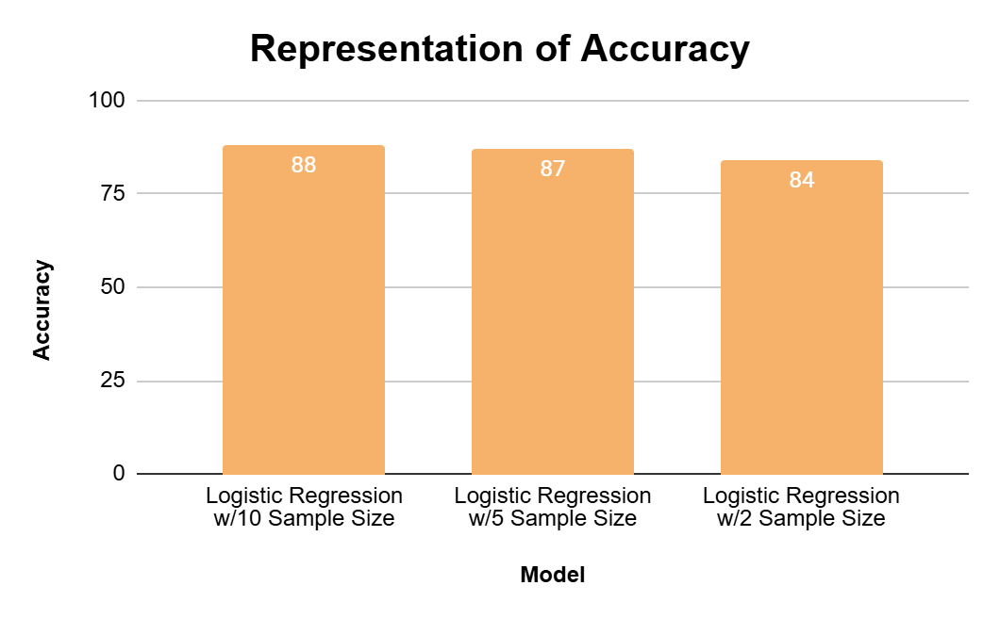 Representation of Accuracy
100
75
50
25
0
Accuracy
88
87
84
Logistic Regression
w/10 Sample Size
Logistic Regression
w/5 Sample Size
Logistic Regression
w/2 Sample Size
Model